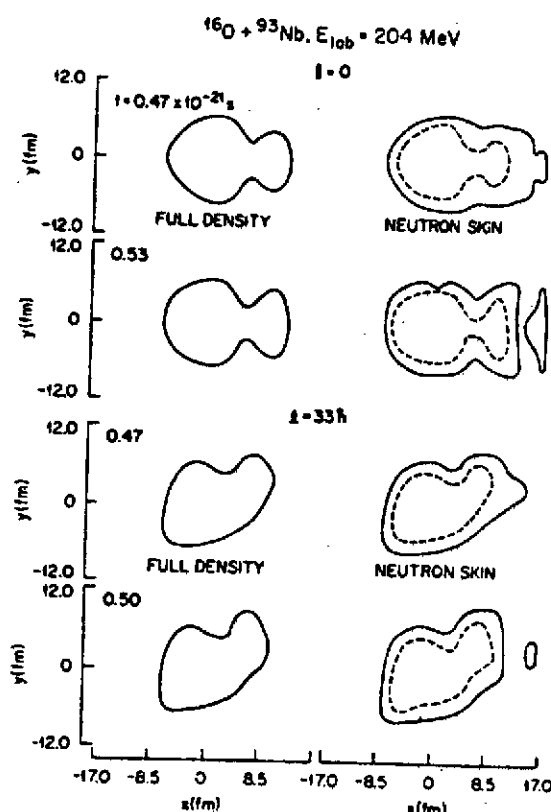 16O + 93Nb. E lab = 204 MeV
ℓ=0
12.0
t=0.47 x 10-21s
y(fm)
0
-12.0
FULL DENSITY
NEUTRON SIGN
12.0
0.53
y(fm)
0
-12.0
ℓ=33ħ
12.0
0.47
y(fm)
0
-12.0
FULL DENSITY
NEUTRON SKIN
12.0
0.50
y(fm)
0
-12.0
-17.0 -8.5 0 8.5 -17.0 -8.5 0 8.5 17.0
z(fm) z(fm)